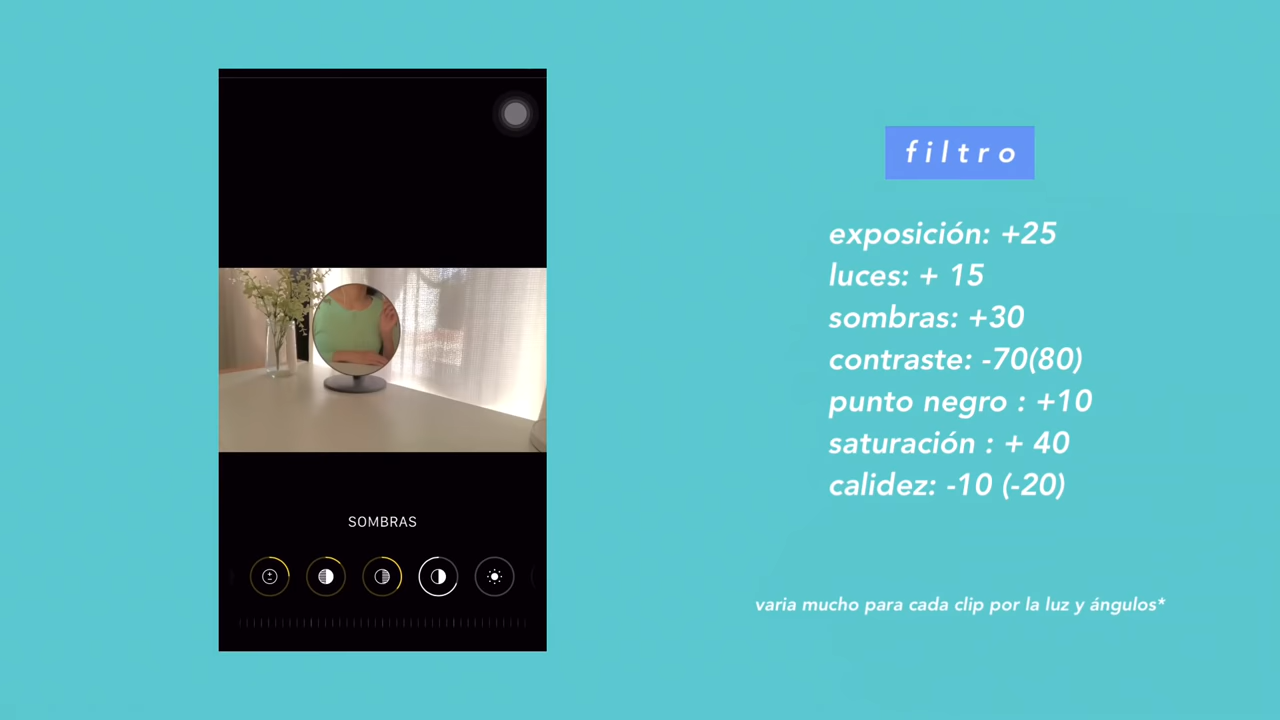 SOMBRAS
filtro
exposición: +25
luces: + 15
sombras: +30
contraste: -70(80)
punto negro : +10
saturación : + 40
calidez: -10 (-20)
varia mucho para cada clip por la luz y ángulos*